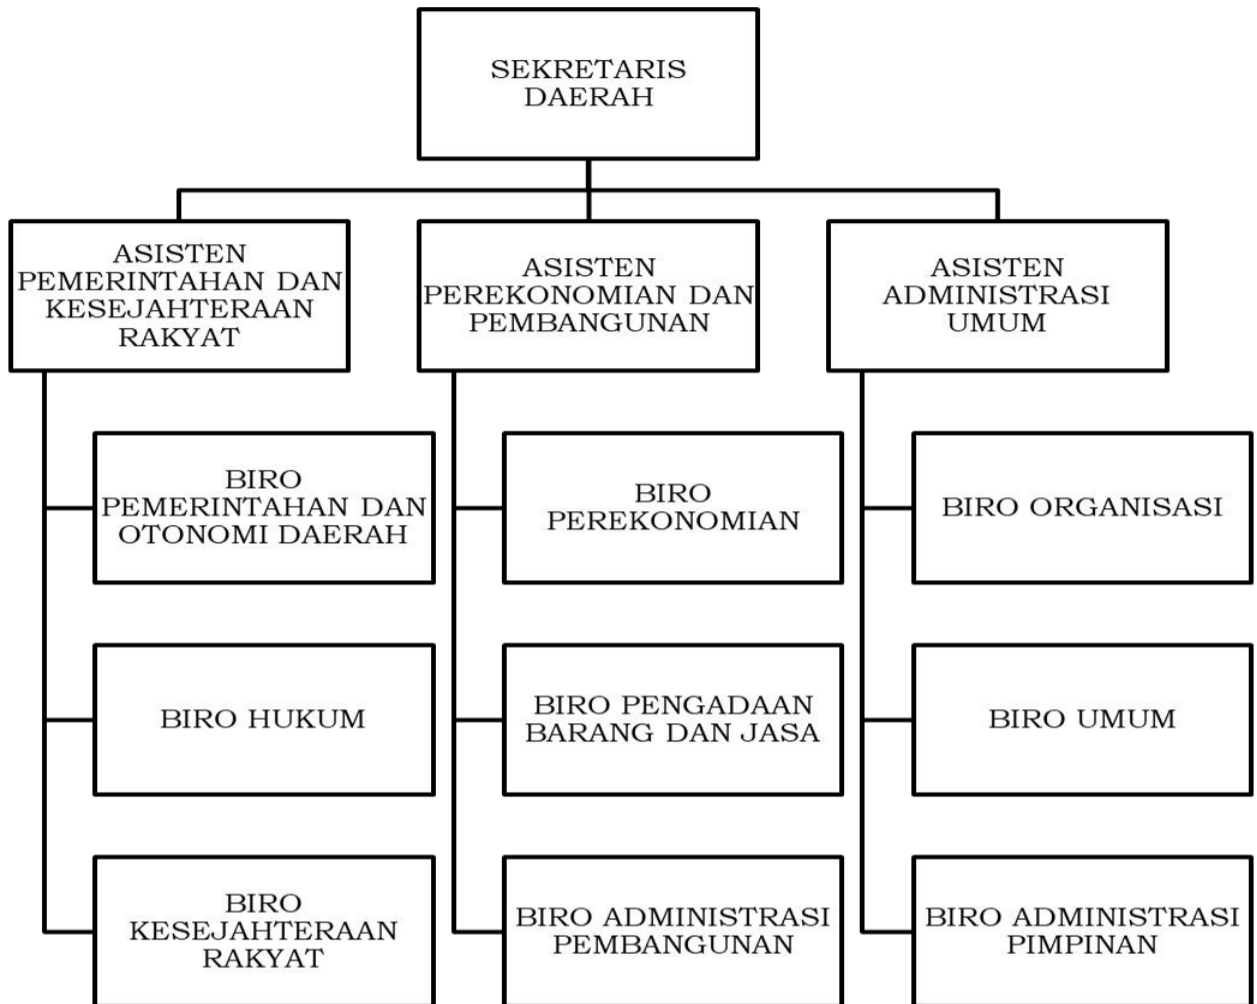 SEKRETARIS
DAERAH
ASISTEN
PEMERINTAHAN DAN
KESEJAHTERAAN
RAKYAT
ASISTEN
PEREKONOMIAN DAN
PEMBANGUNAN
ASISTEN
ADMINISTRASI
UMUM
BIRO
PEMERINTAHAN DAN
OTONOMI DAERAH
BIRO
PEREKONOMIAN
BIRO ORGANISASI
BIRO HUKUM
BIRO PENGADAAN
BARANG DAN JASA
BIRO UMUM
BIRO
KESEJAHTERAAN
RAKYAT
BIRO ADMINISTRASI
PEMBANGUNAN
BIRO ADMINISTRASI
PIMPINAN